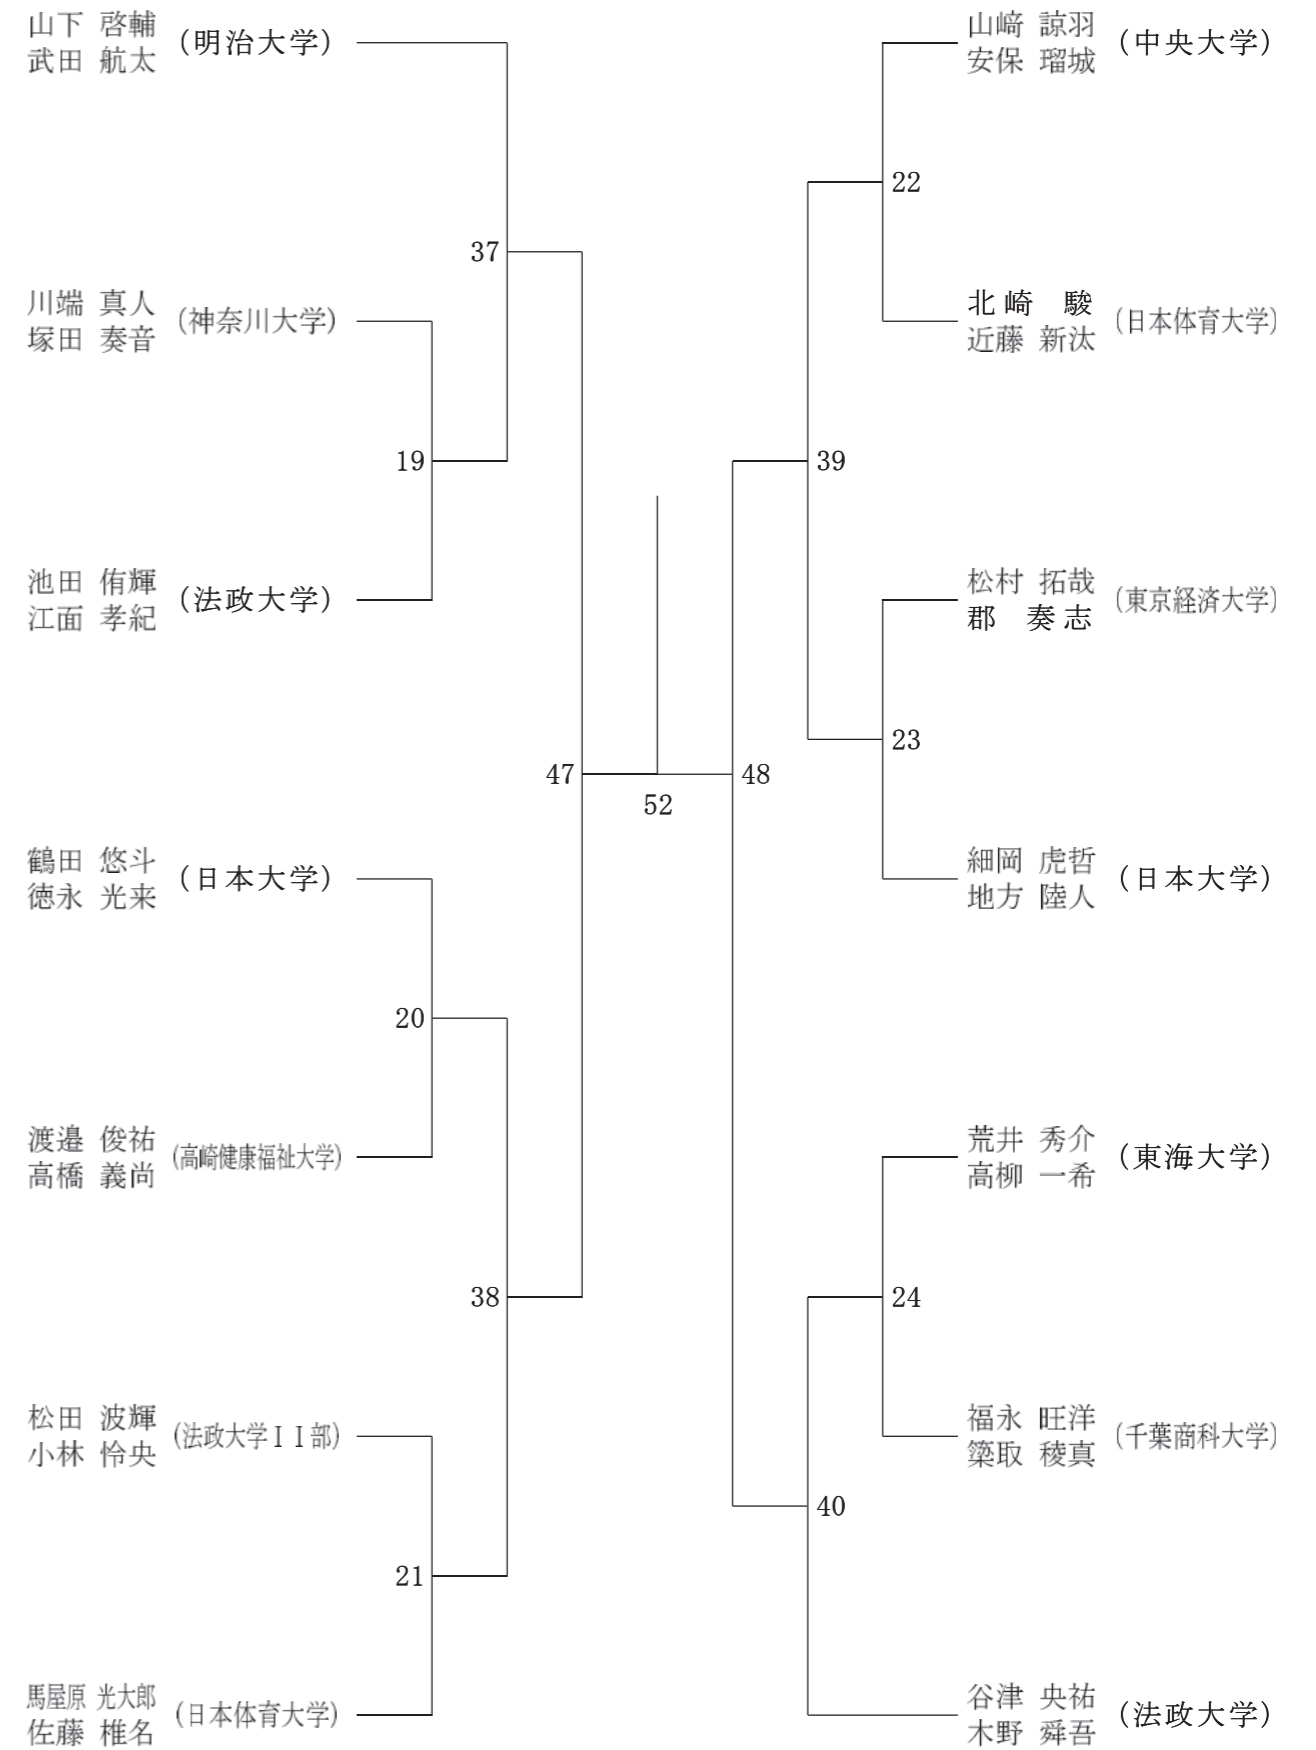 山下 啓輔
武田 航太
(明治大学)
37
川端 真人
塚田 奏音
(神奈川大学)
19
池田 侑輝
江面 孝紀
(法政大学)
47
鶴田 悠斗
徳永 光来
(日本大学)
20
渡邉 俊祐
高橋 義尚
(高崎健康福祉大学)
38
松田 波輝
小林 怜央
(法政大学ＩＩ部)
21
馬屋原 光大郎
佐藤 椎名
(日本体育大学)
52
山﨑 諒羽
安保 瑠城
(中央大学)
22
北崎 駿
近藤 新汰
(日本体育大学)
39
松村 拓哉
郡 奏志
(東京経済大学)
23
細岡 虎哲
地方 陸人
(日本大学)
48
荒井 秀介
高柳 一希
(東海大学)
24
福永 旺洋
築取 稜真
(千葉商科大学)
40
谷津 央祐
木野 舜吾
(法政大学)